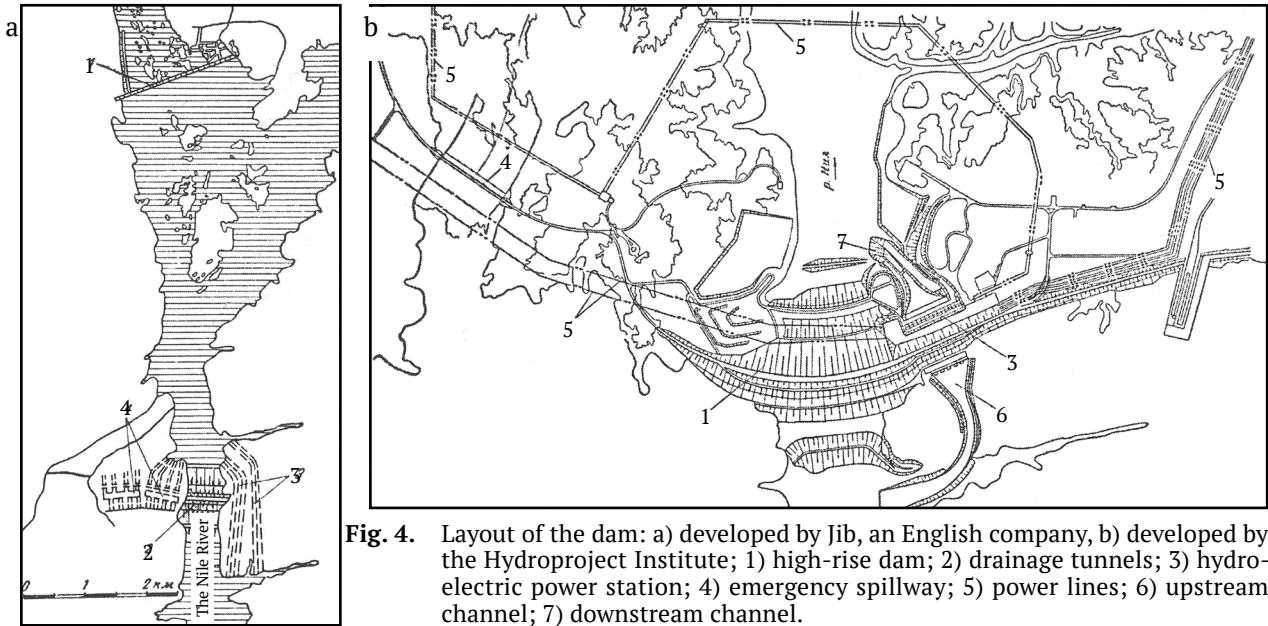 a
b
1
5
5
4
5
р. Нил
7
5
3
1
6
4
3
2
0 1 2 км
The Nile River
Fig. 4. Layout of the dam: a) developed by Jib, an English company, b) developed by
the Hydroproject Institute; 1) high-rise dam; 2) drainage tunnels; 3) hydro-
electric power station; 4) emergency spillway; 5) power lines; 6) upstream
channel; 7) downstream channel.